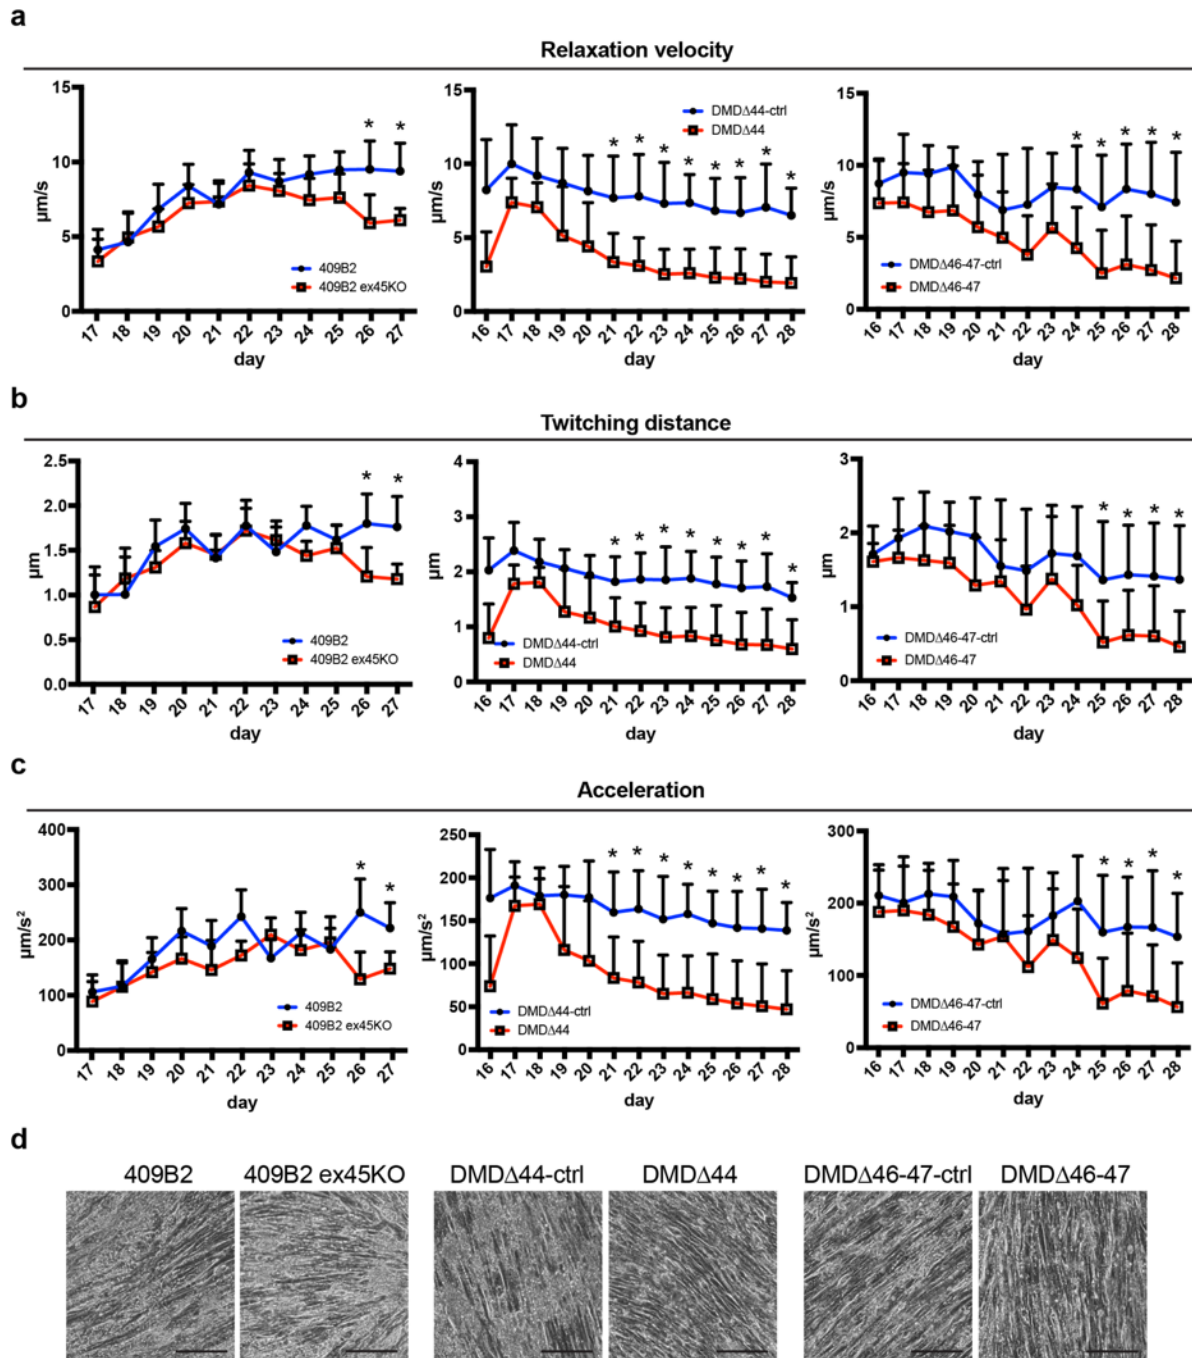 a
Relaxation velocity
15
10
5
0
µm/s
409B2
409B2 ex45KO
17 18 19 20 21 22 23 24 25 26 27
day
* *
15
10
5
0
µm/s
DMDΔ44-ctrl
DMDΔ44
* * * * * * * *
16 17 18 19 20 21 22 23 24 25 26 27 28
day
15
10
5
0
µm/s
* * * * *
DMDΔ46-47-ctrl
DMDΔ46-47
16 17 18 19 20 21 22 23 24 25 26 27 28
day
b
Twitching distance
2.5
2.0
1.5
1.0
0.5
0.0
µm
* *
409B2
409B2 ex45KO
17 18 19 20 21 22 23 24 25 26 27
day
4
3
2
1
0
µm
* * * * * * * *
DMDΔ44-ctrl
DMDΔ44
16 17 18 19 20 21 22 23 24 25 26 27 28
day
3
2
1
0
µm
* * * *
DMDΔ46-47-ctrl
DMDΔ46-47
16 17 18 19 20 21 22 23 24 25 26 27 28
day
c
Acceleration
400
300
200
100
0
µm/s²
* *
409B2
409B2 ex45KO
17 18 19 20 21 22 23 24 25 26 27
day
250
200
150
100
50
0
µm/s²
* * * * * * * *
DMDΔ44-ctrl
DMDΔ44
16 17 18 19 20 21 22 23 24 25 26 27 28
day
300
200
100
0
µm/s²
* * * *
DMDΔ46-47-ctrl
DMDΔ46-47
16 17 18 19 20 21 22 23 24 25 26 27 28
day
d
409B2 409B2 ex45KO DMDΔ44-ctrl DMDΔ44 DMDΔ46-47-ctrl DMDΔ46-47